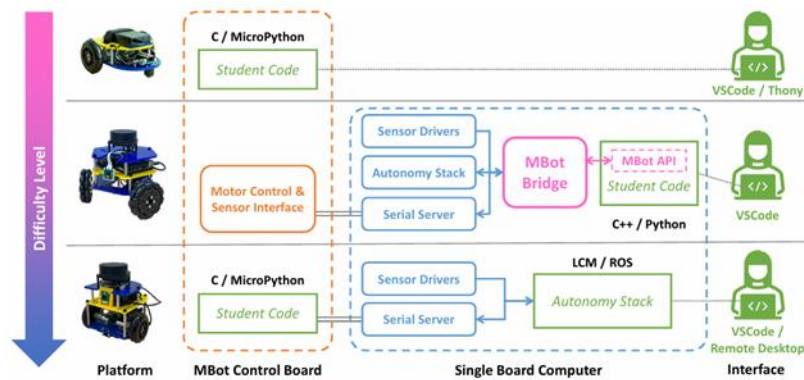 Difficulty Level
C / MicroPython
Student Code
VSCode / Thony
Sensor Drivers
Autonomy Stack
Serial Server
Motor Control &
Sensor Interface
MBot
Bridge
MBot API
Student Code
C++ / Python
VSCode
C / MicroPython
Student Code
Sensor Drivers
Serial Server
LCM / ROS
Autonomy Stack
VSCode /
Remote Desktop
Platform
MBot Control Board
Single Board Computer
Interface